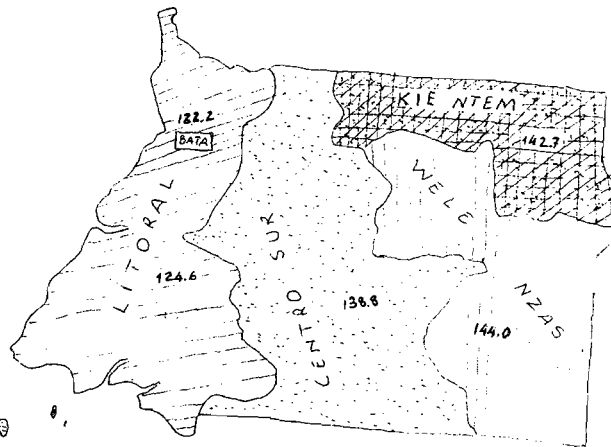 KIE NTEM
122.2
BATA
142.7
WELE
LITORAL
CENTRO SUR
NZAS
124.6
138.8
144.0